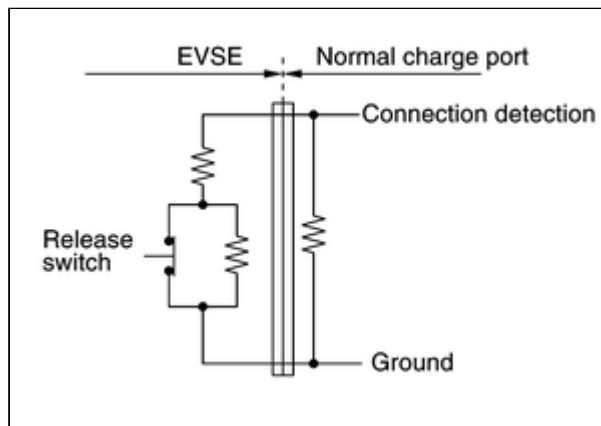 EVSE
Normal charge port
Connection detection
Release
switch
Ground